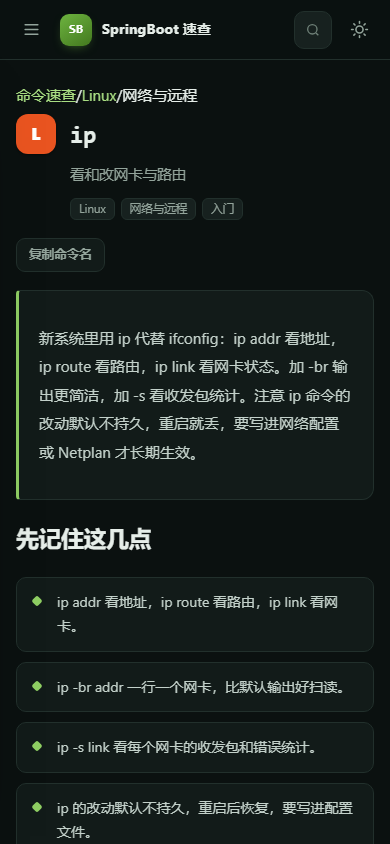 SB SpringBoot 速查
命令速查/Linux/网络与远程
L ip
看和改网卡与路由
Linux 网络与远程 入门
复制命令名
新系统里用 ip 代替 ifconfig：ip addr 看地址，
ip route 看路由，ip link 看网卡状态。加 -br 输
出更简洁，加 -s 看收发包统计。注意 ip 命令的
改动默认不持久，重启就丢，要写进网络配置
或 Netplan 才长期生效。
先记住这几点
ip addr 看地址，ip route 看路由，ip link 看网
卡。
ip -br addr 一行一个网卡，比默认输出好扫读。
ip -s link 看每个网卡的收发包和错误统计。
ip 的改动默认不持久，重启后恢复，要写进配置
文件。